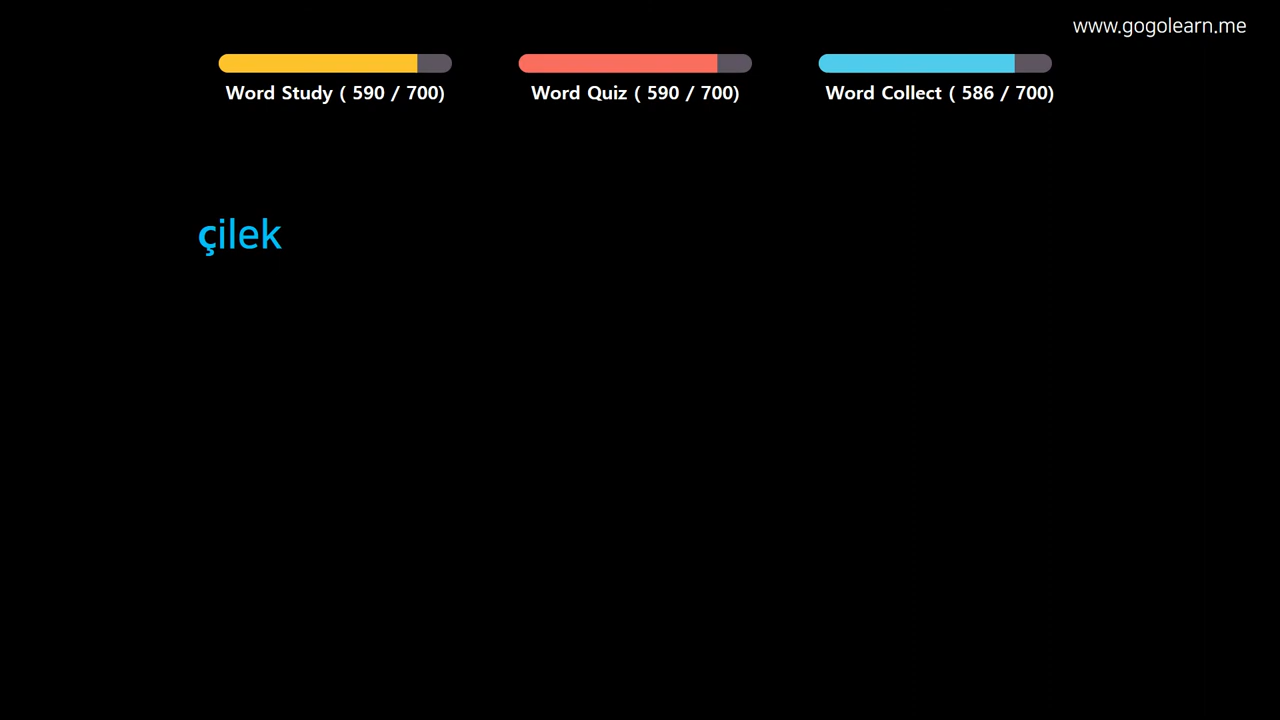 www.gogolearn.me
Word Study ( 590 / 700)
Word Quiz ( 590 / 700)
Word Collect ( 586 / 700)
çilek